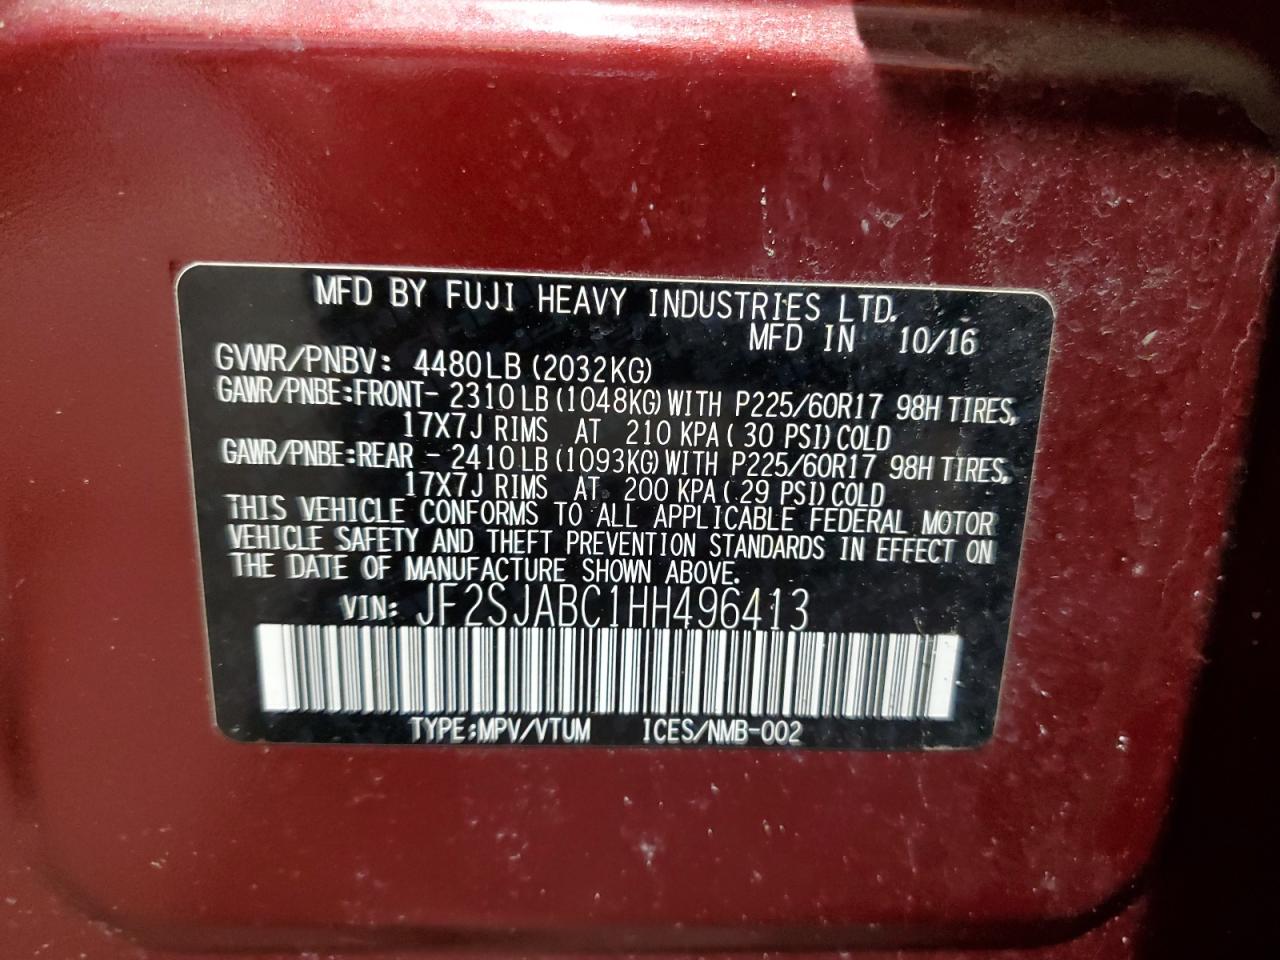 MFD BY FUJI HEAVY INDUSTRIES LTD.
MFD IN 10/16
GVWR/PNBV: 4480LB (2032KG)
GAWR/PNBE:FRONT- 2310LB (1048KG) WITH P225/60R17 98H TIRES,
17X7J RIMS AT 210 KPA ( 30 PSI) COLD
GAWR/PNBE:REAR - 2410LB (1093KG) WITH P225/60R17 98H TIRES,
17X7J RIMS AT 200 KPA ( 29 PSI) COLD
THIS VEHICLE CONFORMS TO ALL APPLICABLE FEDERAL MOTOR
VEHICLE SAFETY AND THEFT PREVENTION STANDARDS IN EFFECT ON
THE DATE OF MANUFACTURE SHOWN ABOVE.
VIN: JF2SJABC1HH496413
TYPE:MPV/VTUM ICES/NMB-002